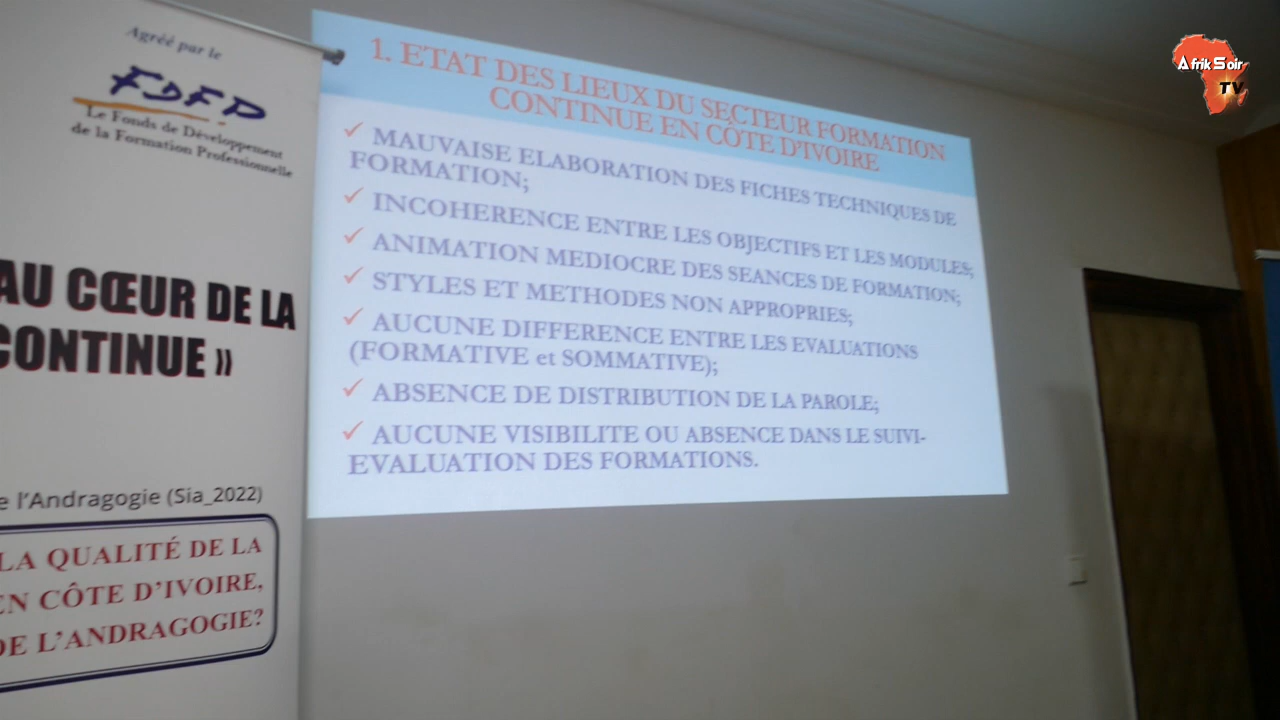 Agréé par le
FDFP
Le Fonds de Développement
de la Formation Professionnelle
AU CŒUR DE LA
CONTINUE »
e l'Andragogie (Sia_2022)
LA QUALITÉ DE LA
EN CÔTE D'IVOIRE,
DE L'ANDRAGOGIE?
1. ETAT DES LIEUX DU SECTEUR FORMATION
CONTINUE EN CÔTE D'IVOIRE
✓ MAUVAISE ELABORATION DES FICHES TECHNIQUES DE
FORMATION;
✓ INCOHERENCE ENTRE LES OBJECTIFS ET LES MODULES;
✓ ANIMATION MEDIOCRE DES SEANCES DE FORMATION;
✓ STYLES ET METHODES NON APPROPRIES;
✓ AUCUNE DIFFERENCE ENTRE LES EVALUATIONS
(FORMATIVE et SOMMATIVE);
✓ ABSENCE DE DISTRIBUTION DE LA PAROLE;
✓ AUCUNE VISIBILITE OU ABSENCE DANS LE SUIVI-
EVALUATION DES FORMATIONS.
AfrikSoir
TV